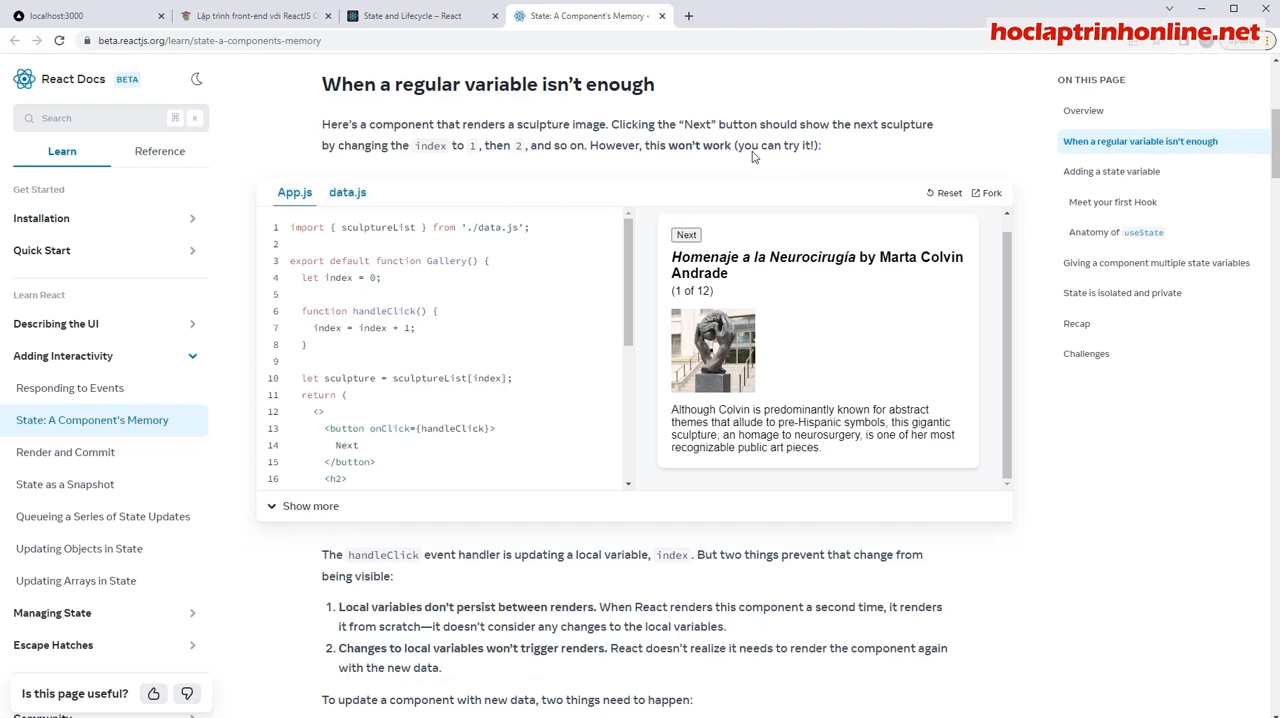 localhost:3000
Lập trình front-end với ReactJS
State and Lifecycle – React
State: A Component's Memory
hoclaptrinhonline.net
beta.reactjs.org/learn/state-a-components-memory
React Docs BETA
Search
⌘ K
Learn
Reference
Get Started
Installation
Quick Start
Learn React
Describing the UI
Adding Interactivity
Responding to Events
State: A Component's Memory
Render and Commit
State as a Snapshot
Queueing a Series of State Updates
Updating Objects in State
Updating Arrays in State
Managing State
Escape Hatches
Is this page useful?
When a regular variable isn’t enough
Here’s a component that renders a sculpture image. Clicking the “Next” button should show the next sculpture
by changing the index to 1, then 2, and so on. However, this won’t work (you can try it!):
App.js
data.js
Reset
Fork
1 import { sculptureList } from './data.js';
2
3 export default function Gallery() {
4 let index = 0;
5
6 function handleClick() {
7 index = index + 1;
8 }
9
10 let sculpture = sculptureList[index];
11 return (
12 <>
13 <button onClick={handleClick}>
14 Next
15 </button>
16 <h2>
Show more
Next
Homenaje a la Neurocirugía by Marta Colvin
Andrade
(1 of 12)
Although Colvin is predominantly known for abstract
themes that allude to pre-Hispanic symbols, this gigantic
sculpture, an homage to neurosurgery, is one of her most
recognizable public art pieces.
The handleClick event handler is updating a local variable, index. But two things prevent that change from
being visible:
1. Local variables don’t persist between renders. When React renders this component a second time, it renders
it from scratch—it doesn’t consider any changes to the local variables.
2. Changes to local variables won’t trigger renders. React doesn’t realize it needs to render the component again
with the new data.
To update a component with new data, two things need to happen:
ON THIS PAGE
Overview
When a regular variable isn’t enough
Adding a state variable
Meet your first Hook
Anatomy of useState
Giving a component multiple state variables
State is isolated and private
Recap
Challenges